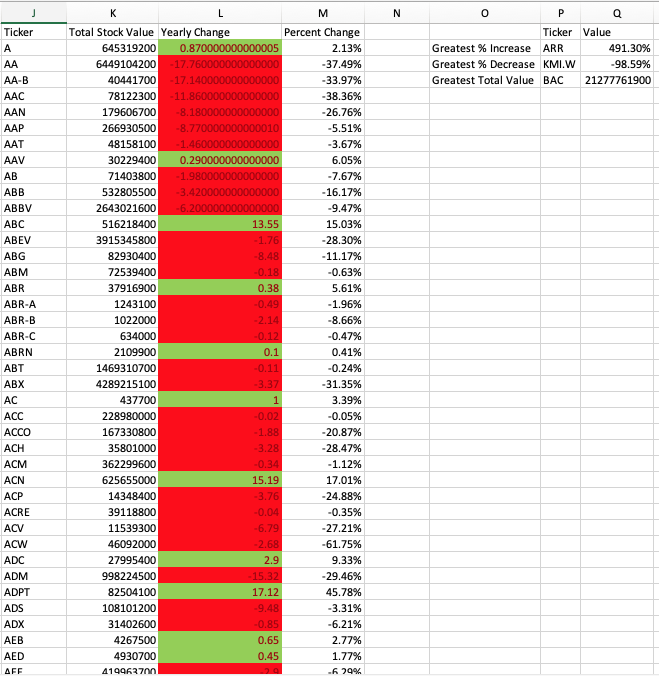 J K L M N O P Q
Ticker Total Stock Value Yearly Change Percent Change Ticker Value
A 645319200 0.870000000000005 2.13% Greatest % Increase ARR 491.30%
AA 6449104200 -17.760000000000000 -37.49% Greatest % Decrease KMI.W -98.59%
AA-B 40441700 -17.140000000000000 -33.97% Greatest Total Value BAC 21277761900
AAC 78122300 -11.860000000000000 -38.36%
AAN 179606700 -8.180000000000000 -26.76%
AAP 266930500 -8.770000000000010 -5.51%
AAT 48158100 -1.460000000000000 -3.67%
AAV 30229400 0.290000000000000 6.05%
AB 71403800 -1.980000000000000 -7.67%
ABB 532805500 -3.420000000000000 -16.17%
ABBV 2643021600 -6.200000000000000 -9.47%
ABC 516218400 13.55 15.03%
ABEV 3915345800 -1.76 -28.30%
ABG 82930400 -8.48 -11.17%
ABM 72539400 -0.18 -0.63%
ABR 37916900 0.38 5.61%
ABR-A 1243100 -0.49 -1.96%
ABR-B 1022000 -2.14 -8.66%
ABR-C 634000 -0.12 -0.47%
ABRN 2109900 0.1 0.41%
ABT 1469310700 -0.11 -0.24%
ABX 4289215100 -3.37 -31.35%
AC 437700 1 3.39%
ACC 228980000 -0.02 -0.05%
ACCO 167330800 -1.88 -20.87%
ACH 35801000 -3.28 -28.47%
ACM 362299600 -0.34 -1.12%
ACN 625655000 15.19 17.01%
ACP 14348400 -3.76 -24.88%
ACRE 39118800 -0.04 -0.35%
ACV 11539300 -6.79 -27.21%
ACW 46092000 -2.68 -61.75%
ADC 27995400 2.9 9.33%
ADM 998224500 -15.32 -29.46%
ADPT 82504100 17.12 45.78%
ADS 108101200 -9.48 -3.31%
ADX 31402600 -0.85 -6.21%
AEB 4267500 0.65 2.77%
AED 4930700 0.45 1.77%
AEE 419963700 -2.9 -6.29%